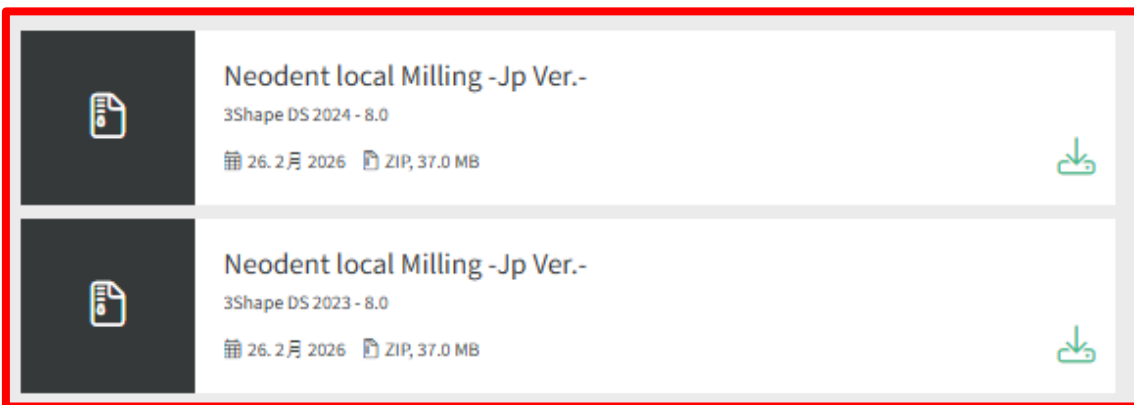 Neodent local Milling -Jp Ver.-
3Shape DS 2024 - 8.0
26. 2月 2026 ZIP, 37.0 MB
Neodent local Milling -Jp Ver.-
3Shape DS 2023 - 8.0
26. 2月 2026 ZIP, 37.0 MB